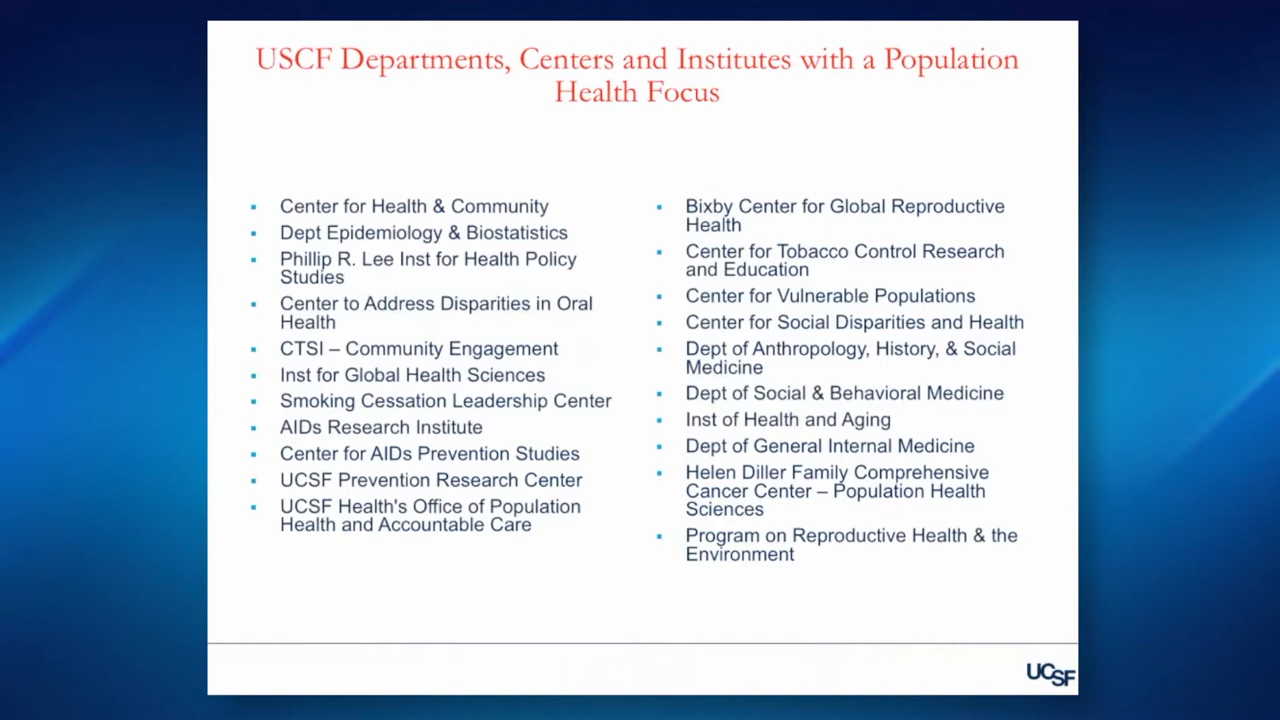 USCF Departments, Centers and Institutes with a Population
Health Focus
Center for Health & Community
Dept Epidemiology & Biostatistics
Phillip R. Lee Inst for Health Policy
Studies
Center to Address Disparities in Oral
Health
CTSI – Community Engagement
Inst for Global Health Sciences
Smoking Cessation Leadership Center
AIDs Research Institute
Center for AIDs Prevention Studies
UCSF Prevention Research Center
UCSF Health's Office of Population
Health and Accountable Care
Bixby Center for Global Reproductive
Health
Center for Tobacco Control Research
and Education
Center for Vulnerable Populations
Center for Social Disparities and Health
Dept of Anthropology, History, & Social
Medicine
Dept of Social & Behavioral Medicine
Inst of Health and Aging
Dept of General Internal Medicine
Helen Diller Family Comprehensive
Cancer Center – Population Health
Sciences
Program on Reproductive Health & the
Environment
UCSF